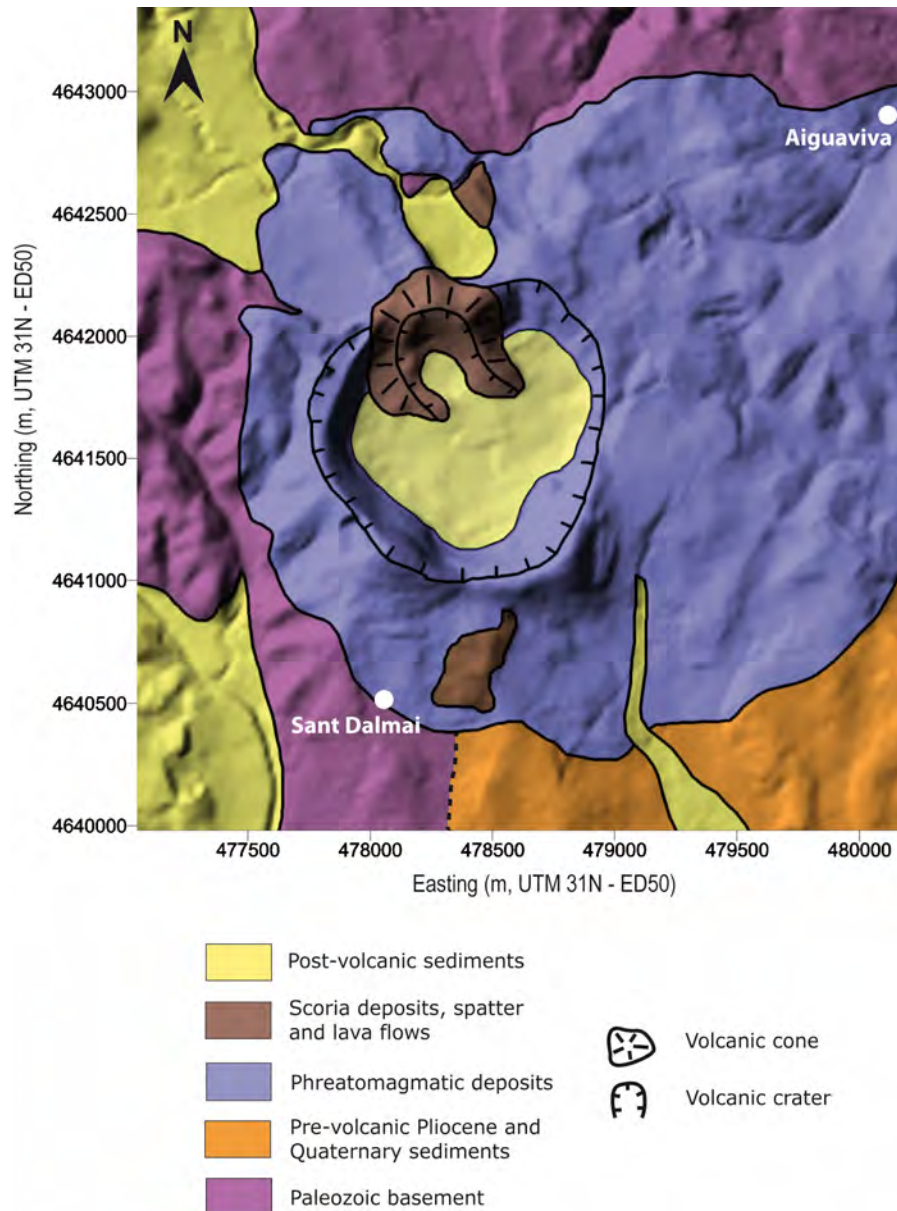 N
4643000
Aiguaviva
4642500
4642000
4641500
4641000
4640500
Sant Dalmai
4640000
Northing (m, UTM 31N - ED50)
477500 478000 478500 479000 479500 480000
Easting (m, UTM 31N - ED50)
Post-volcanic sediments
Scoria deposits, spatter
and lava flows
Phreatomagmatic deposits
Pre-volcanic Pliocene and
Quaternary sediments
Paleozoic basement
Volcanic cone
Volcanic crater